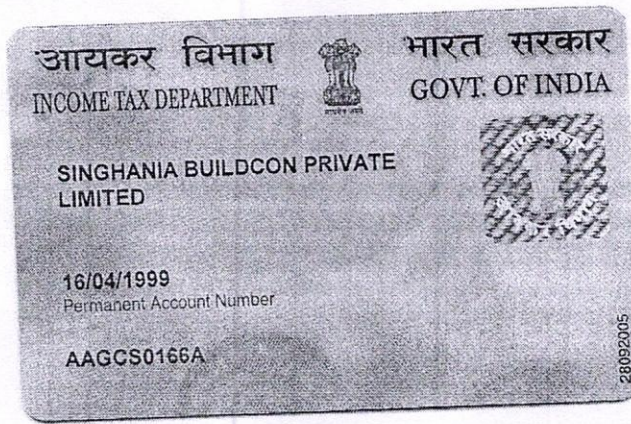 आयकर विभाग
INCOME TAX DEPARTMENT
भारत सरकार
GOVT. OF INDIA
SINGHANIA BUILDCON PRIVATE
LIMITED
16/04/1999
Permanent Account Number
AAGCS0166A
28092005